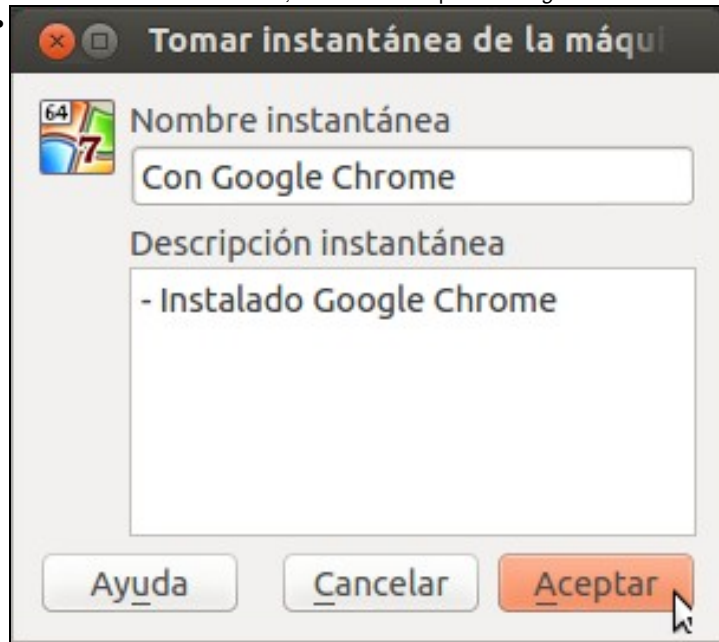 Tomar instantánea de la máqui
64
7
Nombre instantánea
Con Google Chrome
Descripción instantánea
- Instalado Google Chrome
Ayuda
Cancelar
Aceptar